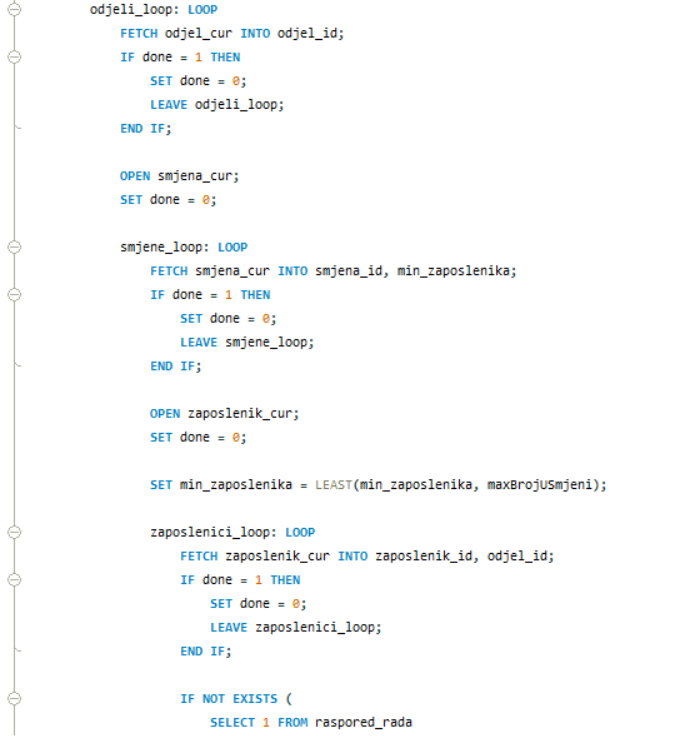 odjeli_loop: LOOP
FETCH odjel_cur INTO odjel_id;
IF done = 1 THEN
SET done = 0;
LEAVE odjeli_loop;
END IF;
OPEN smjena_cur;
SET done = 0;
smjene_loop: LOOP
FETCH smjena_cur INTO smjena_id, min_zaposlenika;
IF done = 1 THEN
SET done = 0;
LEAVE smjene_loop;
END IF;
OPEN zaposlenik_cur;
SET done = 0;
SET min_zaposlenika = LEAST(min_zaposlenika, maxBrojUSmjeni);
zaposlenici_loop: LOOP
FETCH zaposlenik_cur INTO zaposlenik_id, odjel_id;
IF done = 1 THEN
SET done = 0;
LEAVE zaposlenici_loop;
END IF;
IF NOT EXISTS (
SELECT 1 FROM raspored_rada